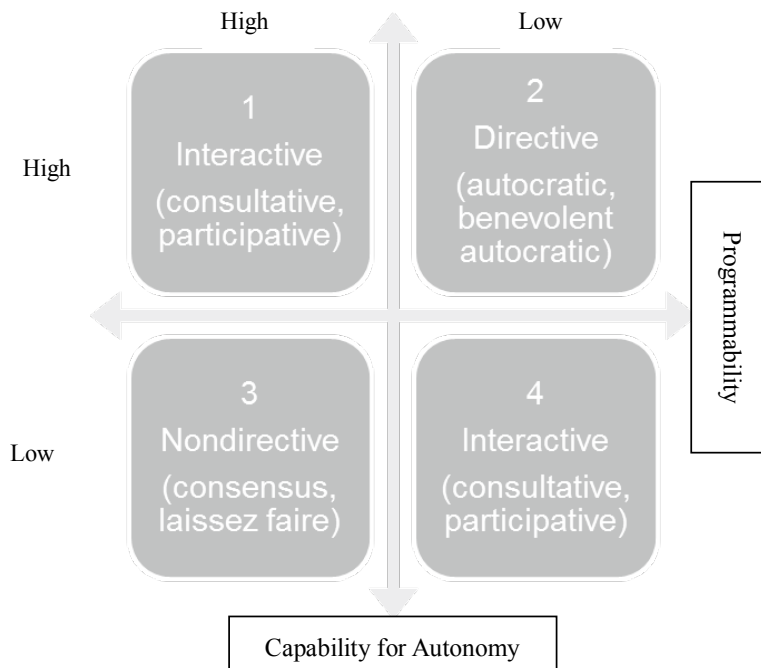 High
Low
High
1
Interactive
(consultative,
participative)
2
Directive
(autocratic,
benevolent
autocratic)
Programmability
Low
3
Nondirective
(consensus,
laissez faire)
4
Interactive
(consultative,
participative)
Capability for Autonomy